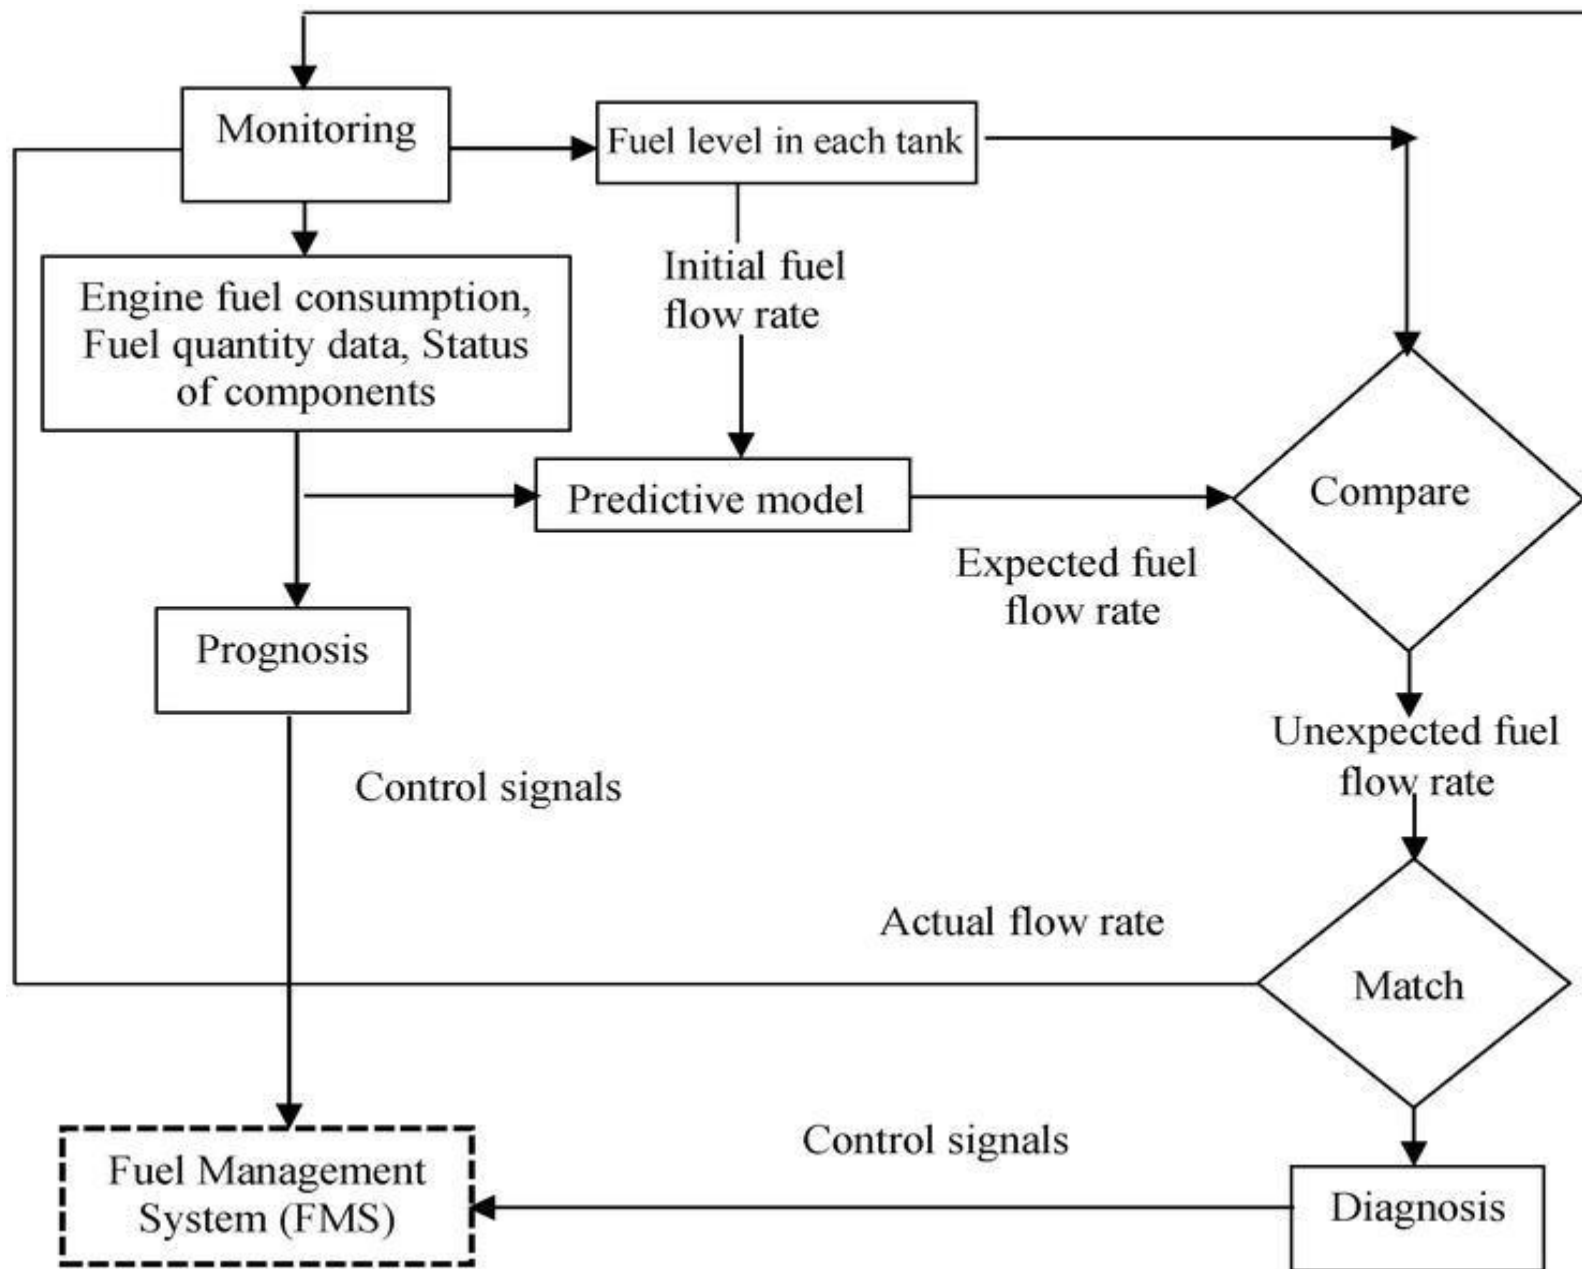 Monitoring
Fuel level in each tank
Initial fuel
flow rate
Engine fuel consumption,
Fuel quantity data, Status
of components
Predictive model
Compare
Expected fuel
flow rate
Prognosis
Unexpected fuel
flow rate
Control signals
Actual flow rate
Match
Control signals
Fuel Management
System (FMS)
Diagnosis